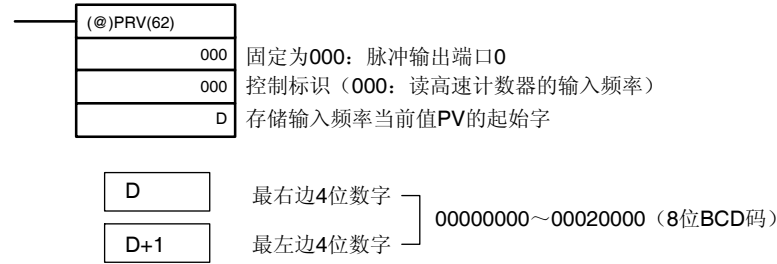 (@)PRV(62)
000 固定为000：脉冲输出端口0
000 控制标识（000：读高速计数器的输入频率）
D 存储输入频率当前值PV的起始字
D 最右边4位数字
00000000～00020000（8位BCD码）
D+1 最左边4位数字